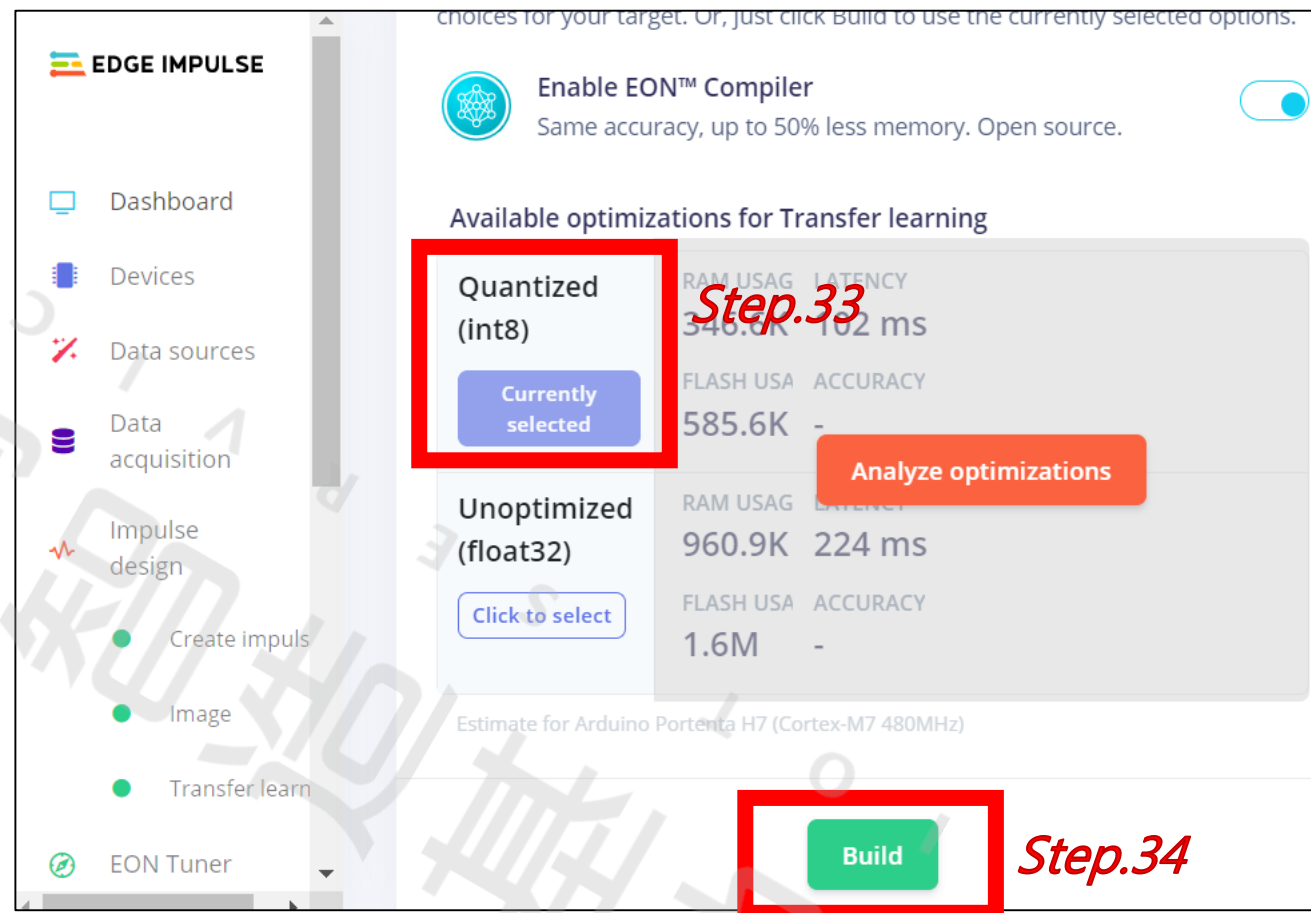 choices for your target. Or, just click Build to use the currently selected options.
EDGE IMPULSE
Enable EON™ Compiler
Same accuracy, up to 50% less memory. Open source.
Dashboard
Devices
Data sources
Data
acquisition
Impulse
design
Create impuls
Image
Transfer learn
EON Tuner
Available optimizations for Transfer learning
Quantized
(int8)
Currently
selected
RAM USAG LATENCY
346.6K 102 ms
Step.33
FLASH USA ACCURACY
585.6K -
Analyze optimizations
Unoptimized
(float32)
Click to select
RAM USAG LATENCY
960.9K 224 ms
FLASH USA ACCURACY
1.6M -
Estimate for Arduino Portenta H7 (Cortex-M7 480MHz)
Build
Step.34